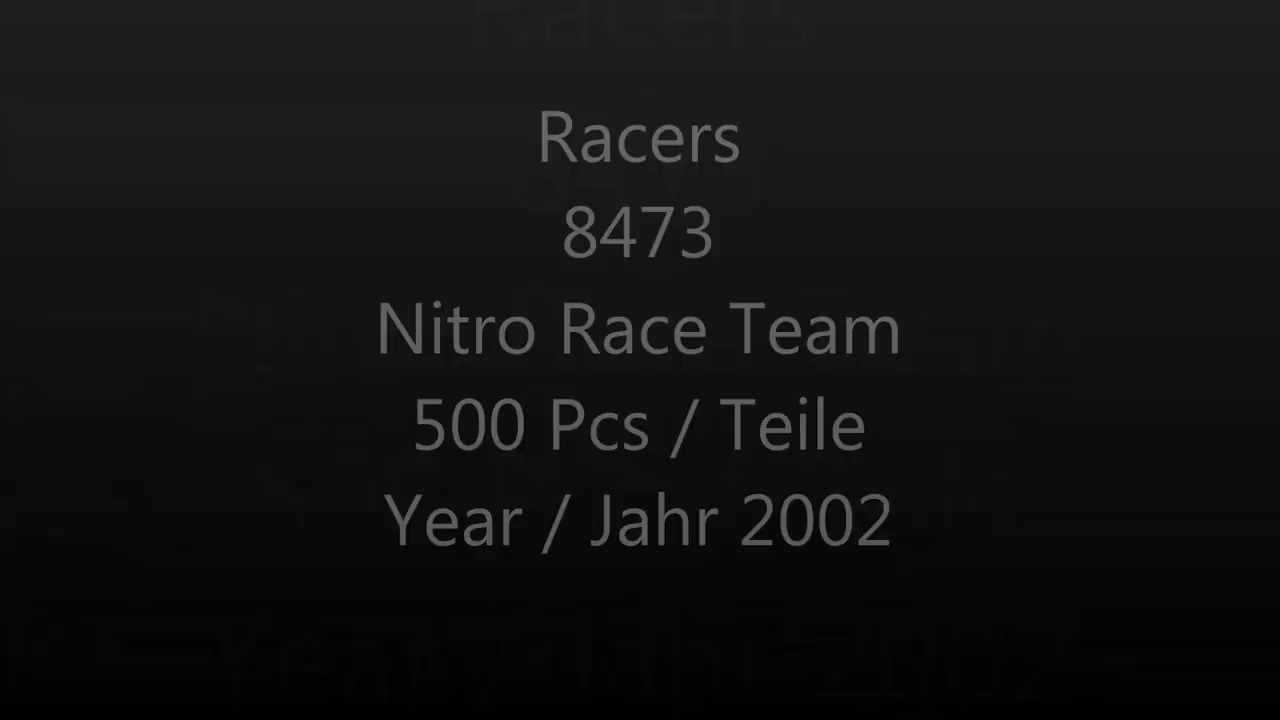 Racers
8473
Nitro Race Team
500 Pcs / Teile
Year / Jahr 2002